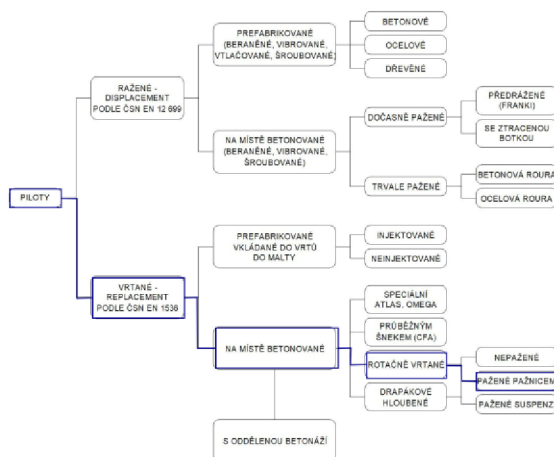 PREFABRIKOVANÉ
(BERANĚNÉ, VIBROVANÉ,
VTLAČOVANÉ, ŠROUBOVANÉ)
BETONOVÉ
OCELOVÉ
DŘEVĚNÉ
RAŽENÉ -
DISPLACEMENT
PODLE ČSN EN 12 699
NA MÍSTĚ BETONOVANÉ
(BERANĚNÉ, VIBROVANÉ,
ŠROUBOVANÉ)
DOČASNĚ PAŽENÉ
PŘEDRÁŽENÉ
(FRANKI)
SE ZTRACENOU
BOTKOU
TRVALE PAŽENÉ
BETONOVÁ ROURA
OCELOVÁ ROURA
PILOTY
PREFABRIKOVANÉ
VKLÁDANÉ DO VRTŮ
DO MALTY
INJEKTOVANÉ
NEINJEKTOVANÉ
VRTANÉ -
REPLACEMENT
PODLE ČSN EN 1536
NA MÍSTĚ BETONOVANÉ
SPECIÁLNÍ
ATLAS, OMEGA
PRŮBĚŽNÝM
ŠNEKEM (CFA)
ROTAČNĚ VRTANÉ
DRAPÁKOVĚ
HLOUBENÉ
NEPAŽENÉ
PAŽENÉ PAŽNICEM
PAŽENÉ SUSPENZ
S ODDĚLENOU BETONÁŽÍ